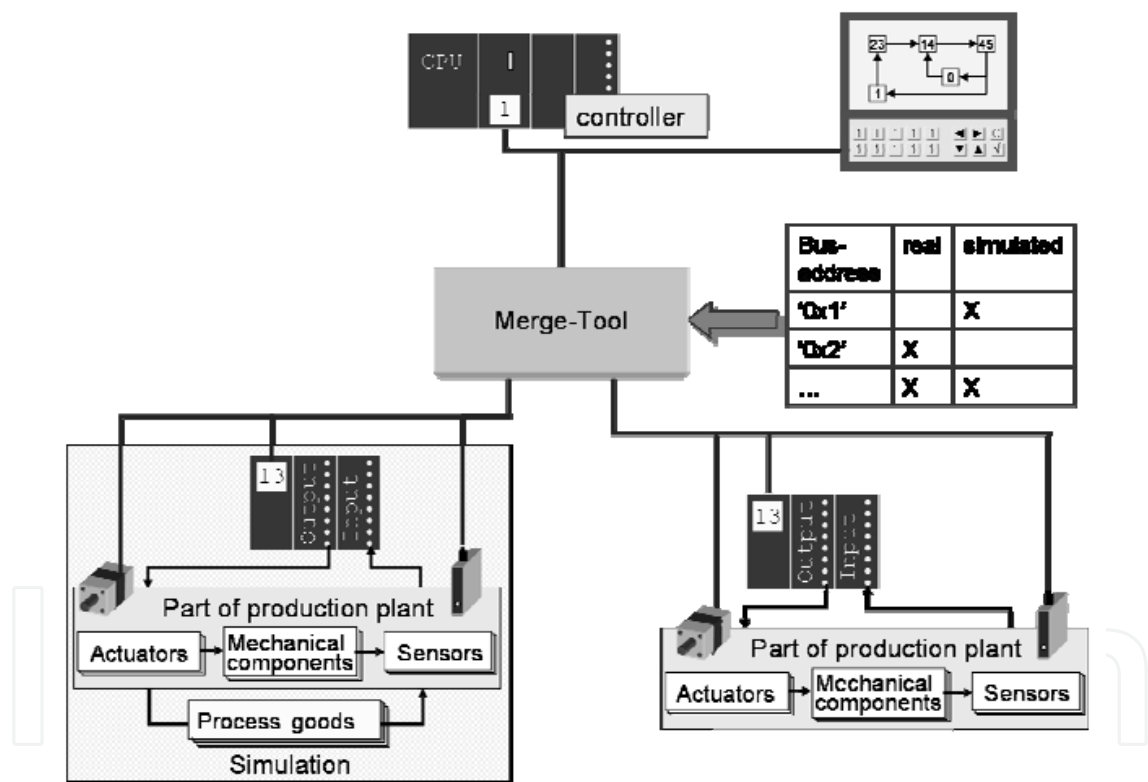 CPU
1
controller
23
14
45
0
1
Bus-address real simulated
'0x1' X
'0x2' X
... X X
Merge-Tool
13
Output
Input
Part of production plant
Actuators
Mechanical
components
Sensors
Process goods
Simulation
13
Output
Input
Part of production plant
Actuators
Mechanical
components
Sensors